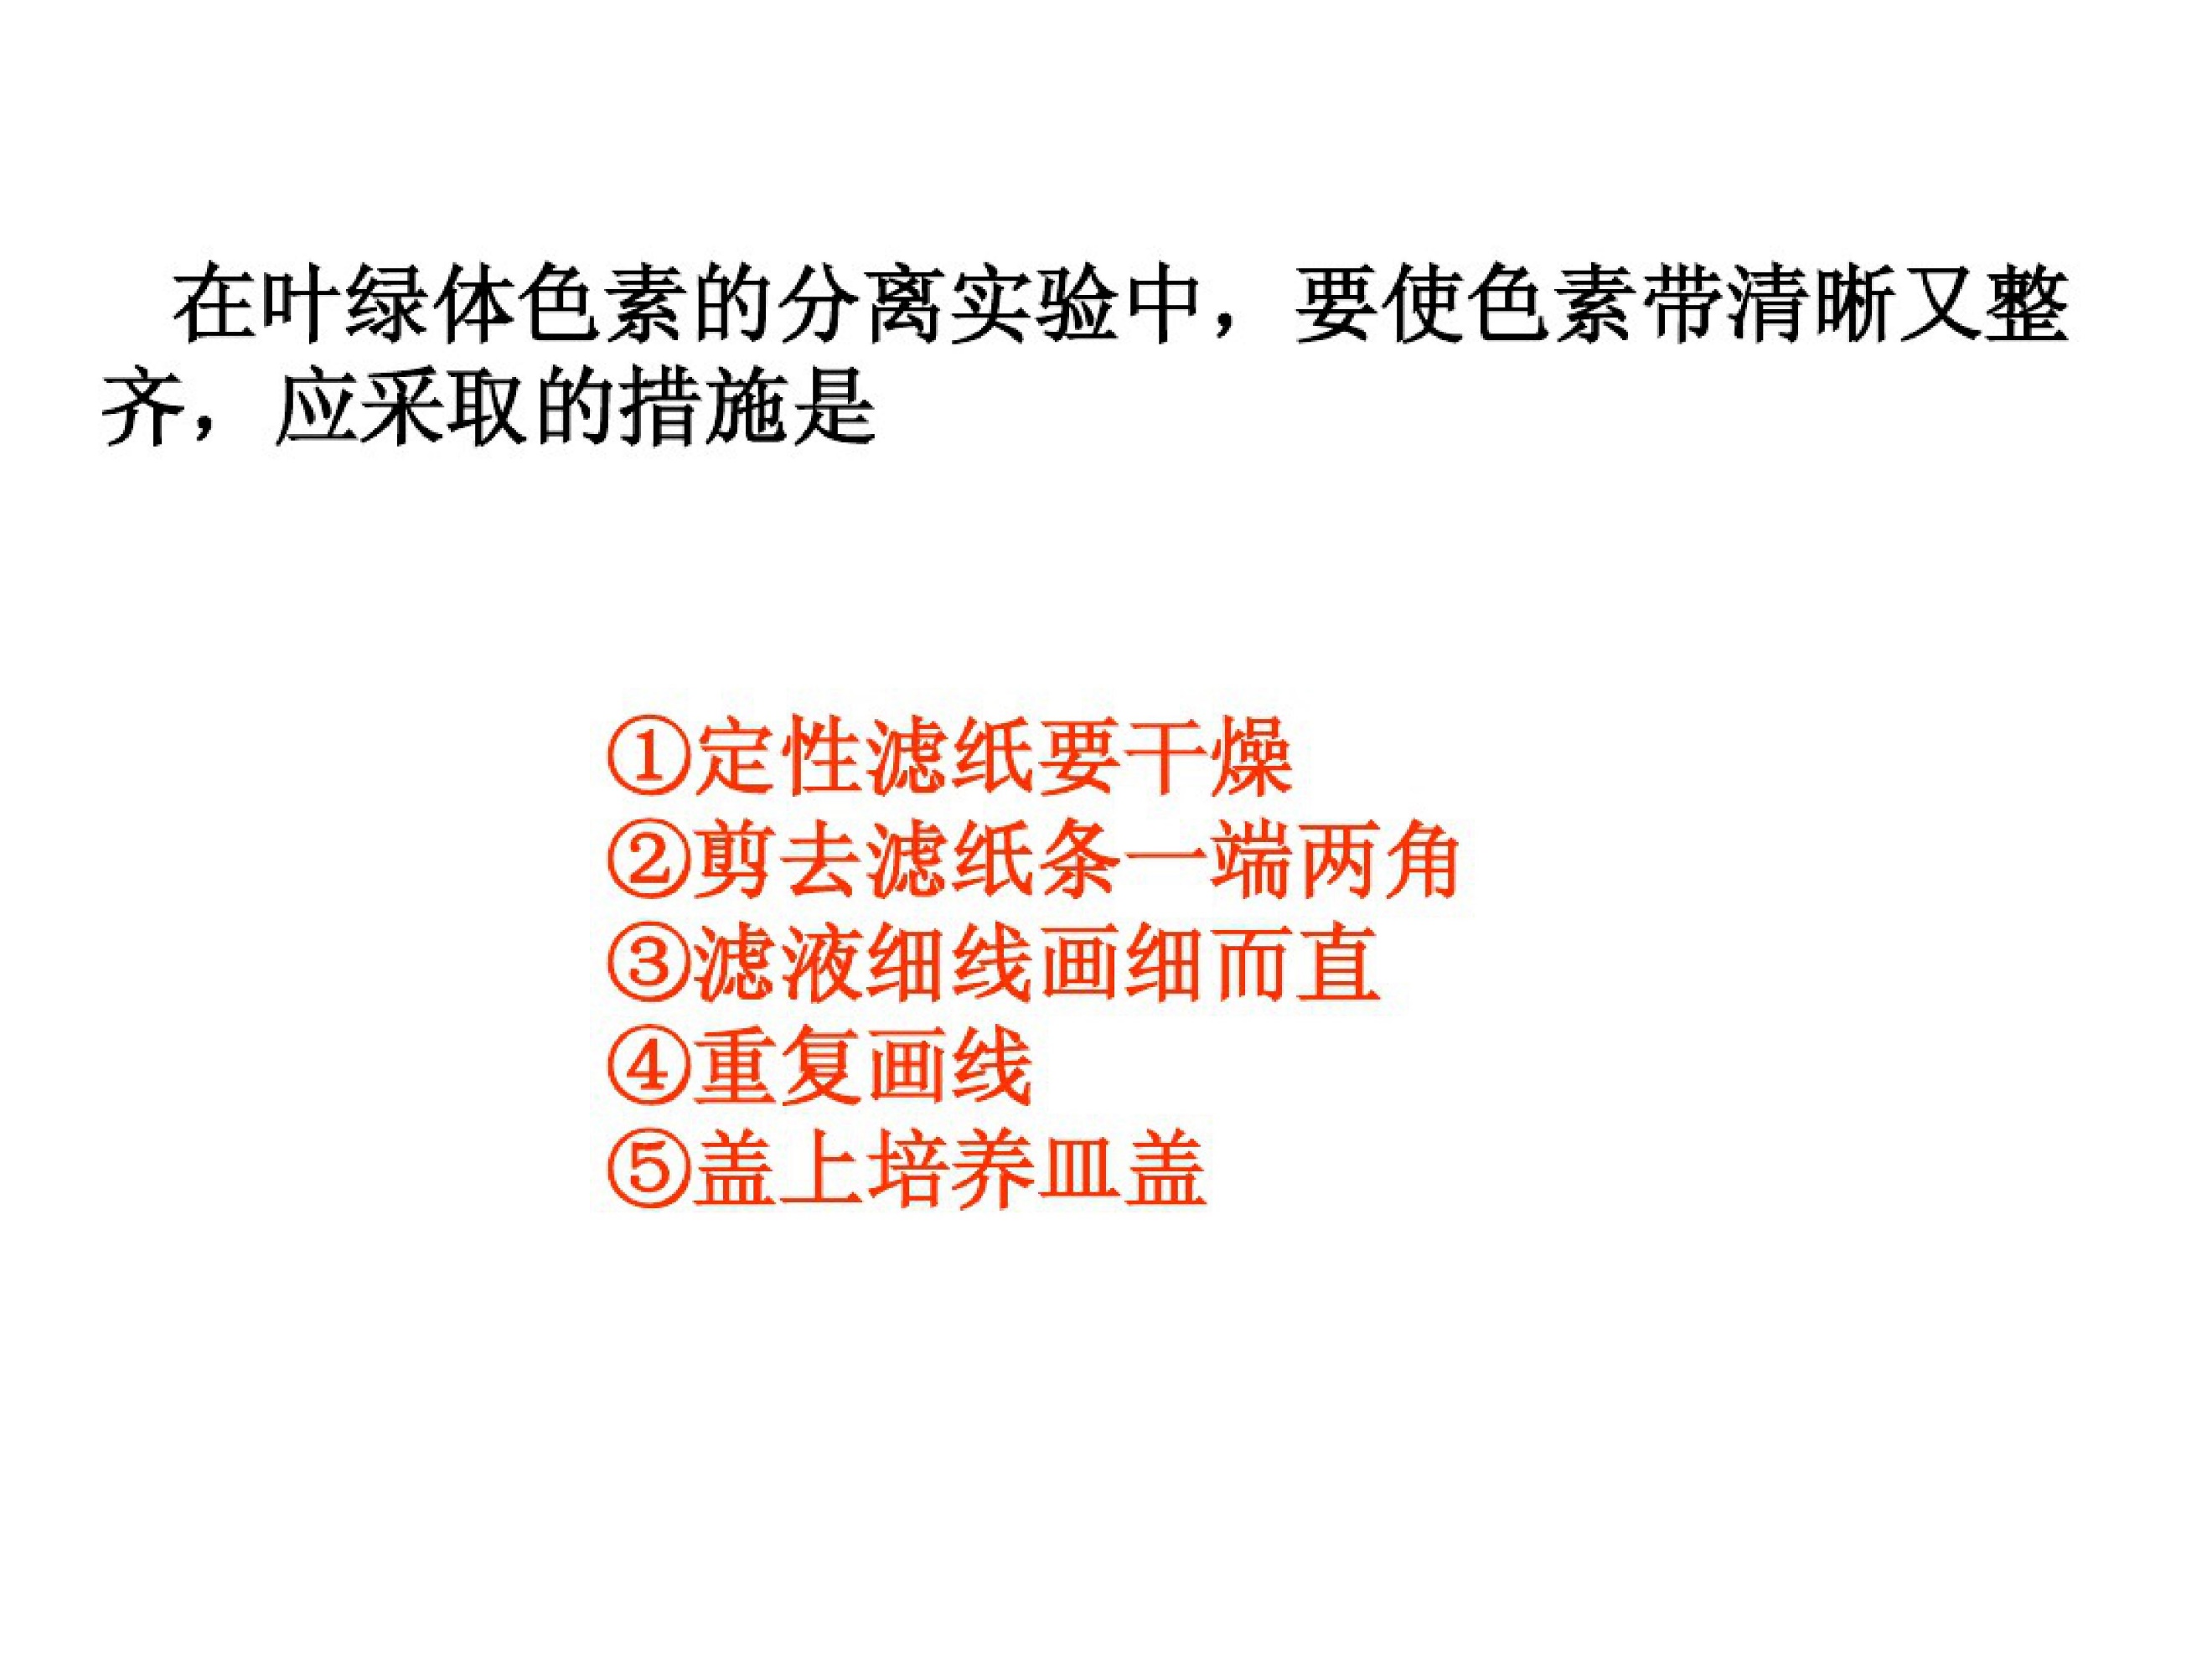 在叶绿体色素的分离实验中，要使色素带清晰又整
齐，应采取的措施是
①定性滤纸要干燥
②剪去滤纸条一端两角
③滤液细线画细而直
④重复画线
⑤盖上培养皿盖